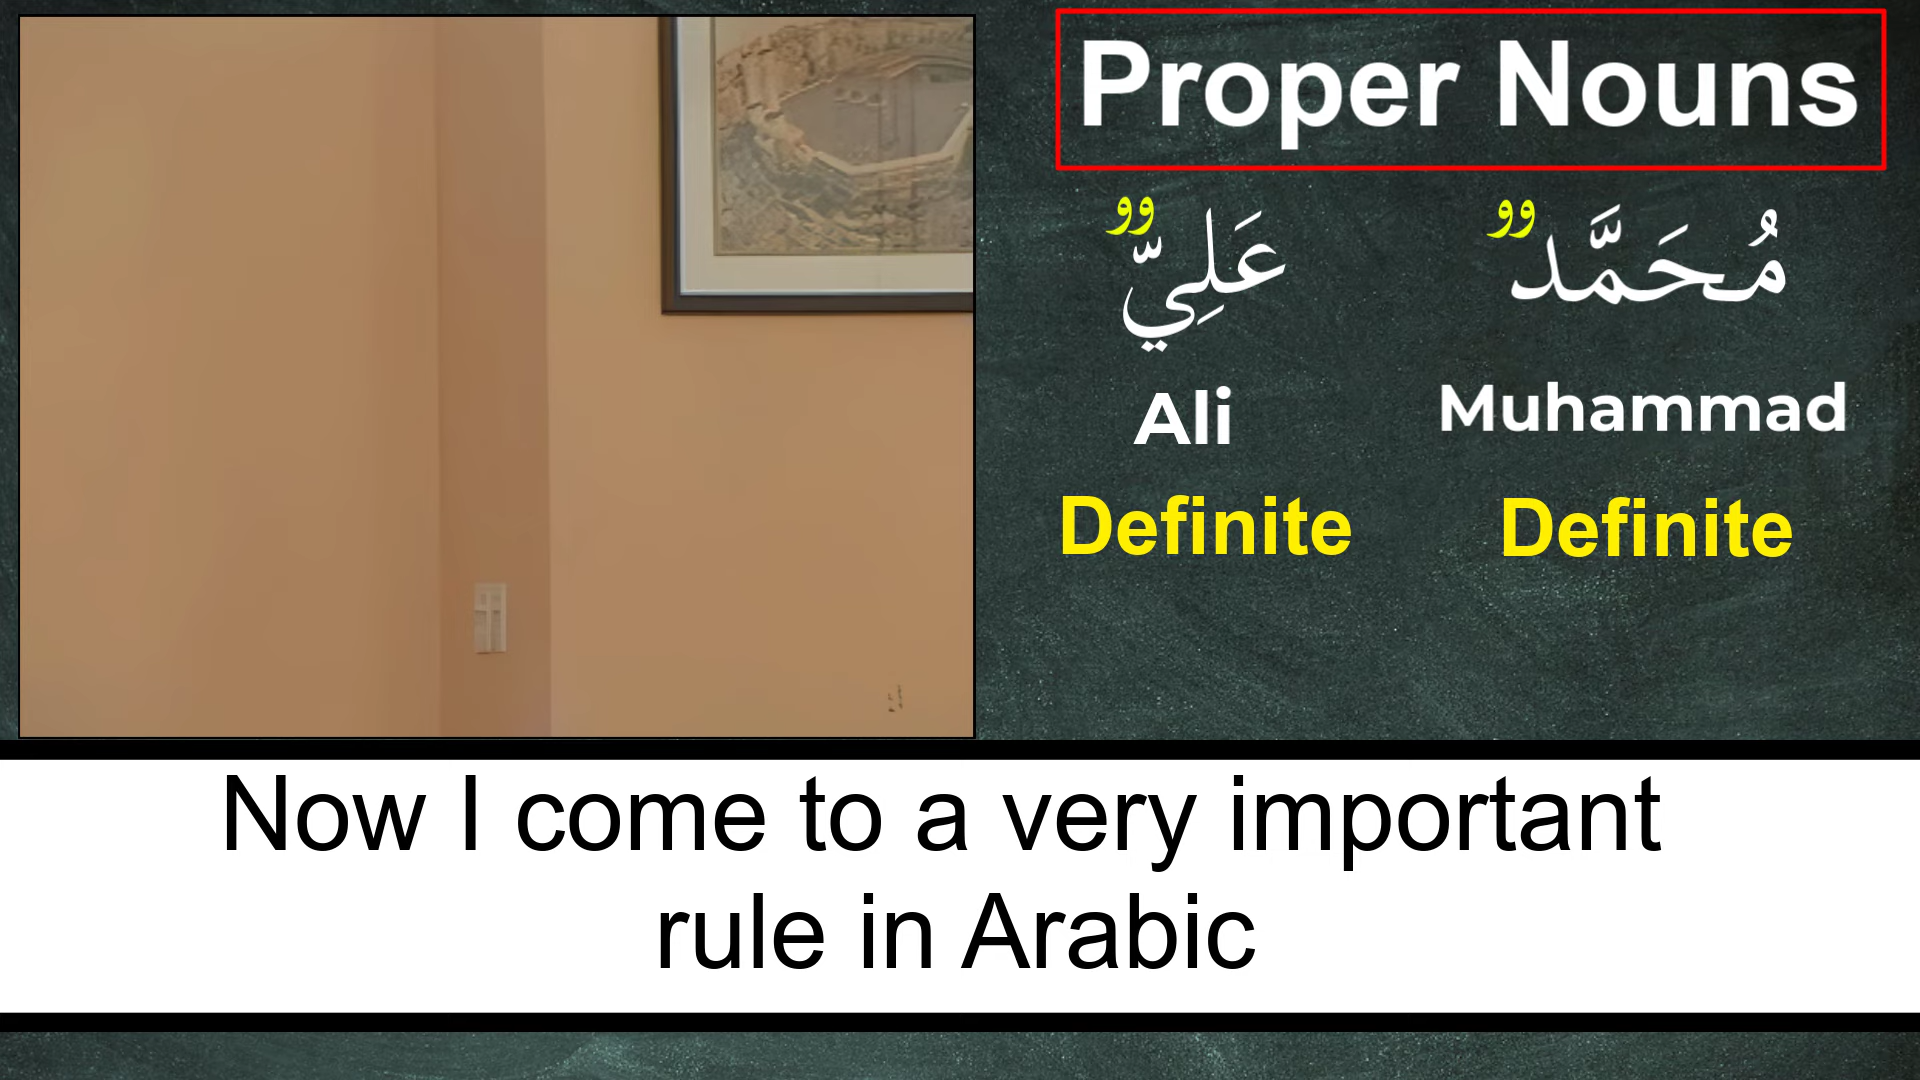 Proper Nouns
عَلِيٌّ مُحَمَّدٌ
Ali Muhammad
Definite Definite
Now I come to a very important
rule in Arabic